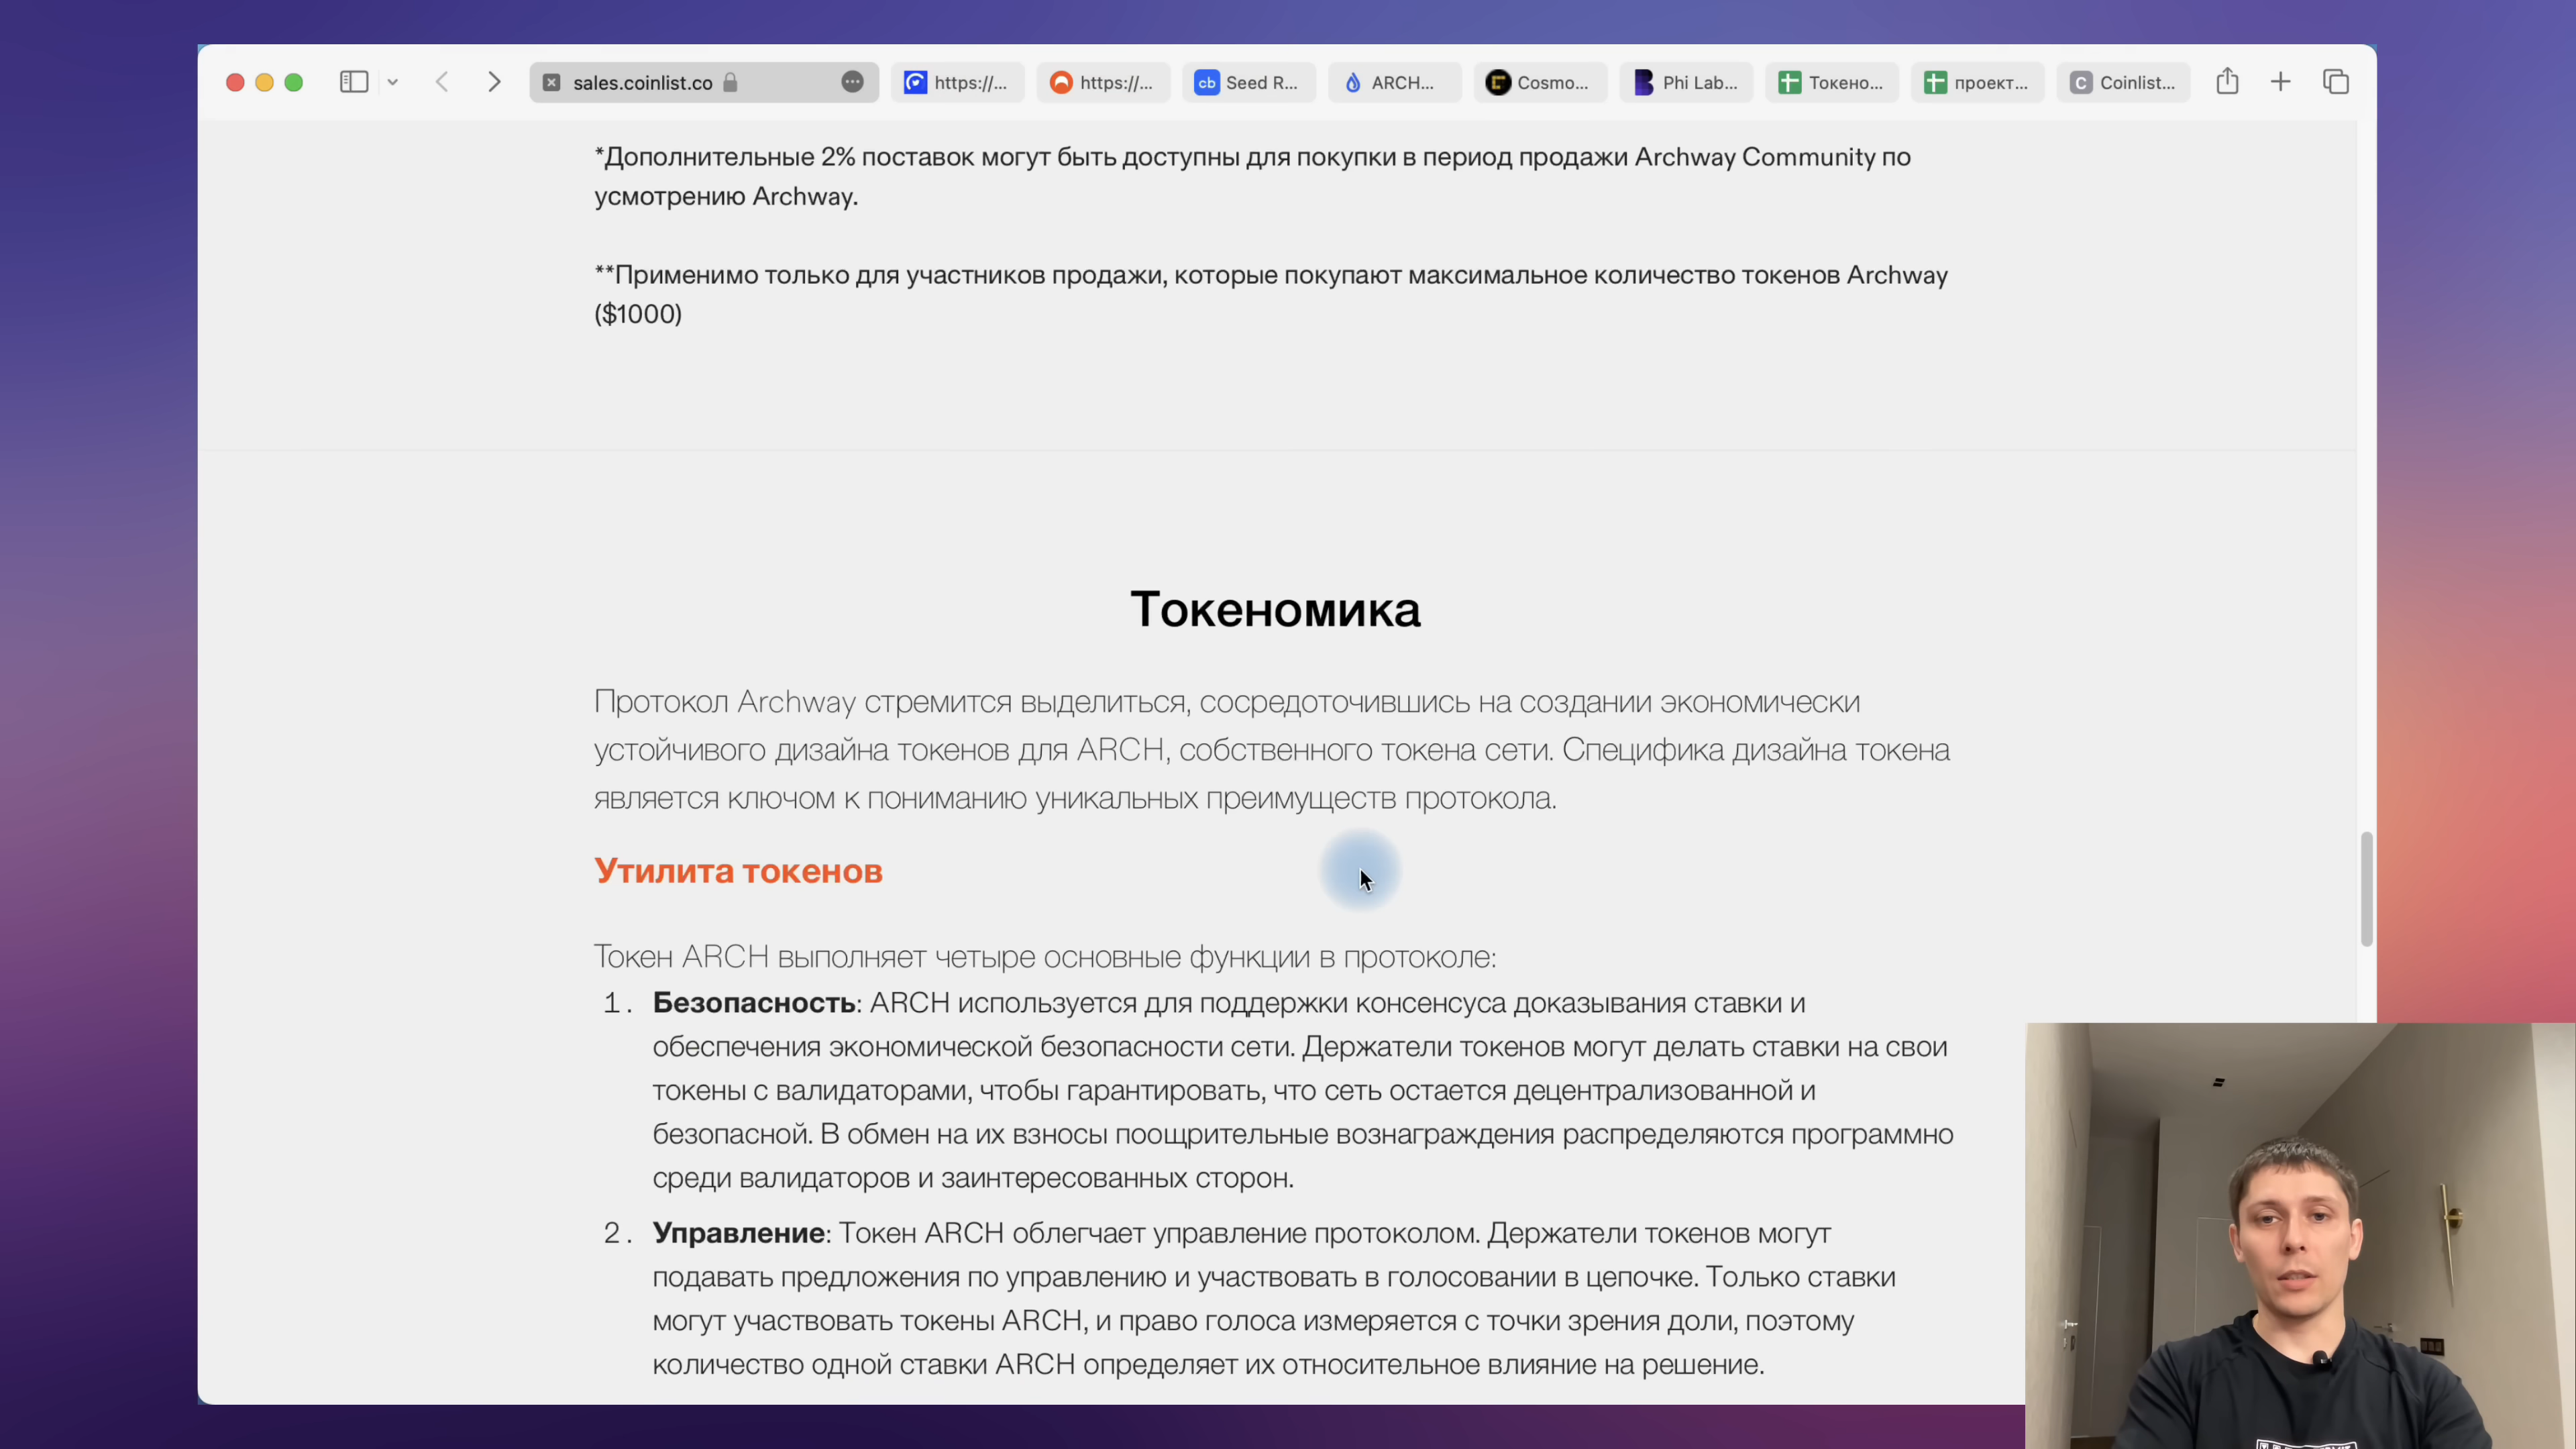 sales.coinlist.co
https://...
https://...
cb
Seed R...
ARCH...
Cosmo...
Phi Lab...
Токено...
проект...
C
Coinlist...
*Дополнительные 2% поставок могут быть доступны для покупки в период продажи Archway Community по
усмотрению Archway.
**Применимо только для участников продажи, которые покупают максимальное количество токенов Archway
($1000)
Токеномика
Протокол Archway стремится выделиться, сосредоточившись на создании экономически
устойчивого дизайна токенов для ARCH, собственного токена сети. Специфика дизайна токена
является ключом к пониманию уникальных преимуществ протокола.
Утилита токенов
Токен ARCH выполняет четыре основные функции в протоколе:
1. Безопасность: ARCH используется для поддержки консенсуса доказывания ставки и
обеспечения экономической безопасности сети. Держатели токенов могут делать ставки на свои
токены с валидаторами, чтобы гарантировать, что сеть остается децентрализованной и
безопасной. В обмен на их взносы поощрительные вознаграждения распределяются программно
среди валидаторов и заинтересованных сторон.
2. Управление: Токен ARCH облегчает управление протоколом. Держатели токенов могут
подавать предложения по управлению и участвовать в голосовании в цепочке. Только ставки
могут участвовать токены ARCH, и право голоса измеряется с точки зрения доли, поэтому
количество одной ставки ARCH определяет их относительное влияние на решение.